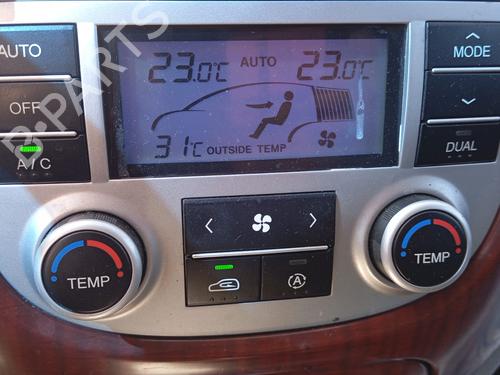 AUTO
OFF
A/C
23.0°C AUTO 23.0°C
31°C OUTSIDE TEMP
MODE
DUAL
TEMP
A
TEMP
B-PARTS